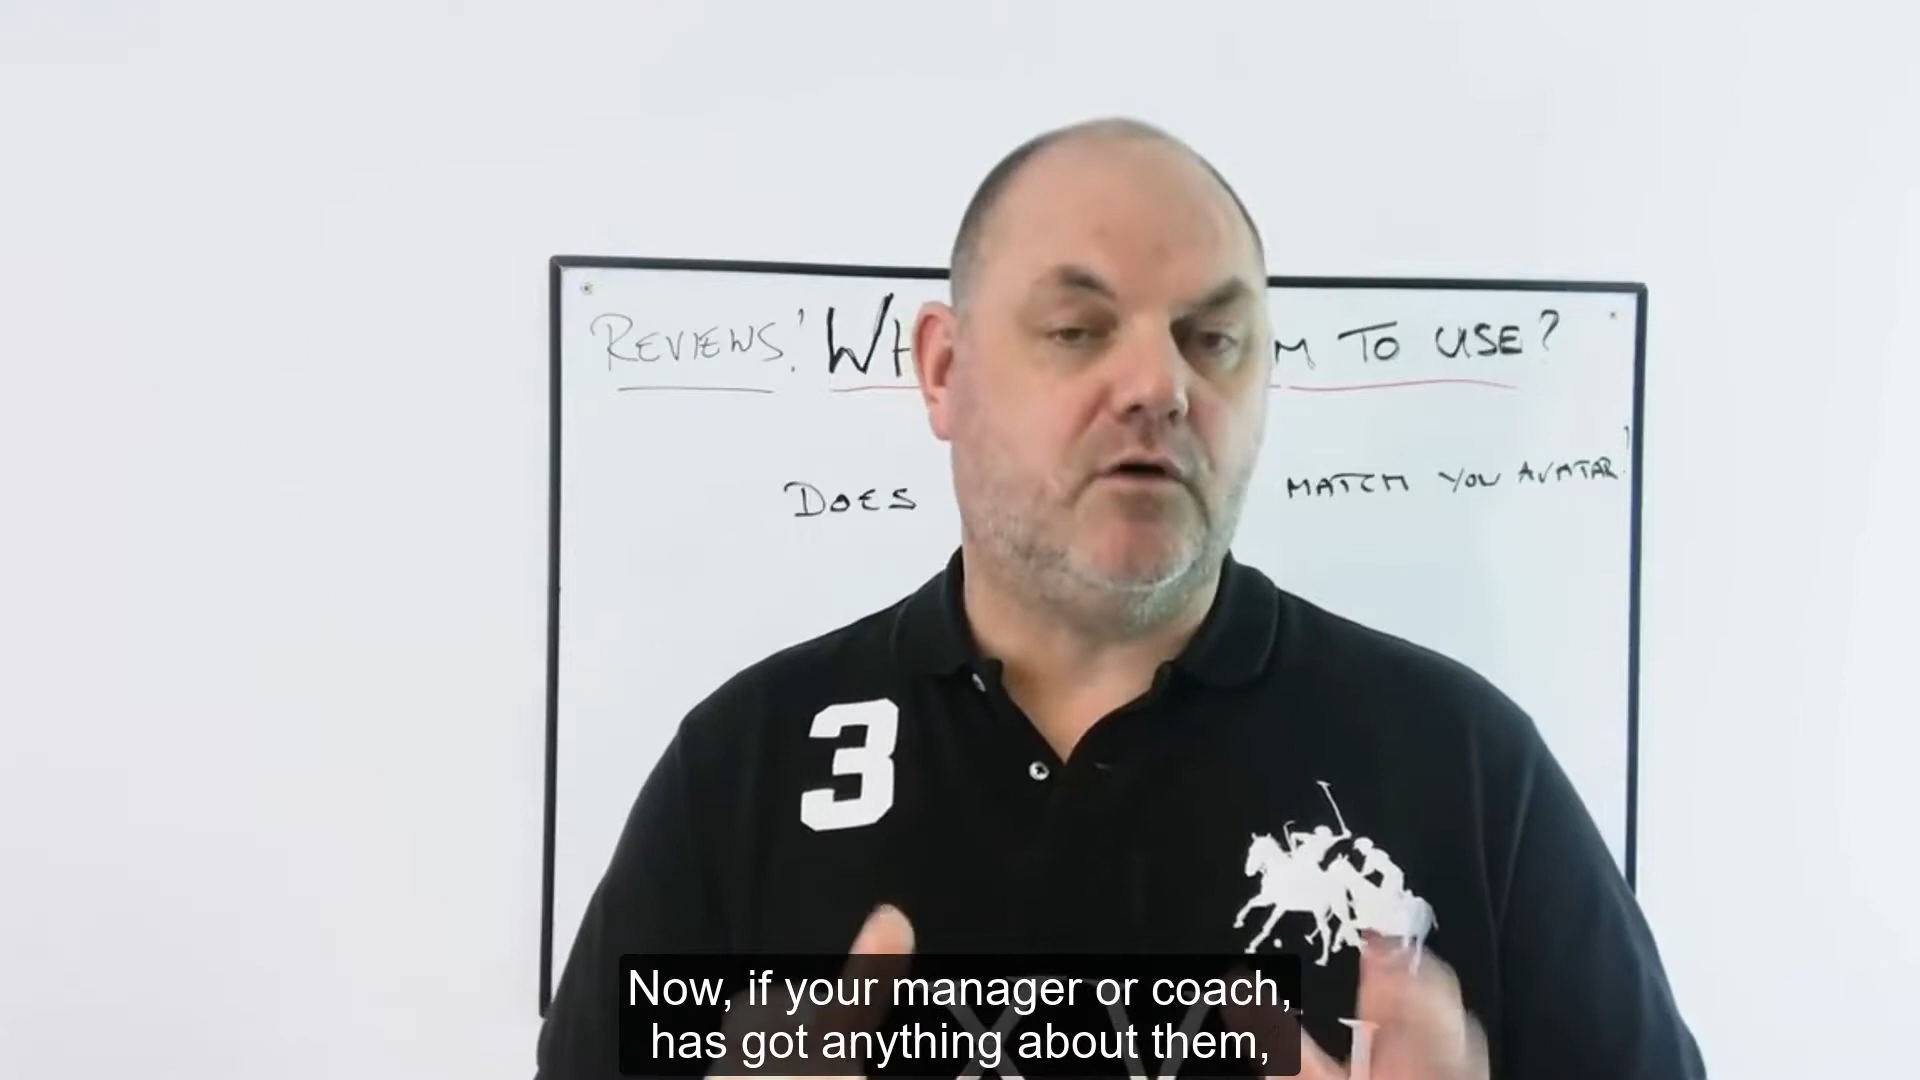 REVIEWS! WH M TO USE?
DOES MATCH YOU AVATAR!
3
Now, if your manager or coach,
has got anything about them,